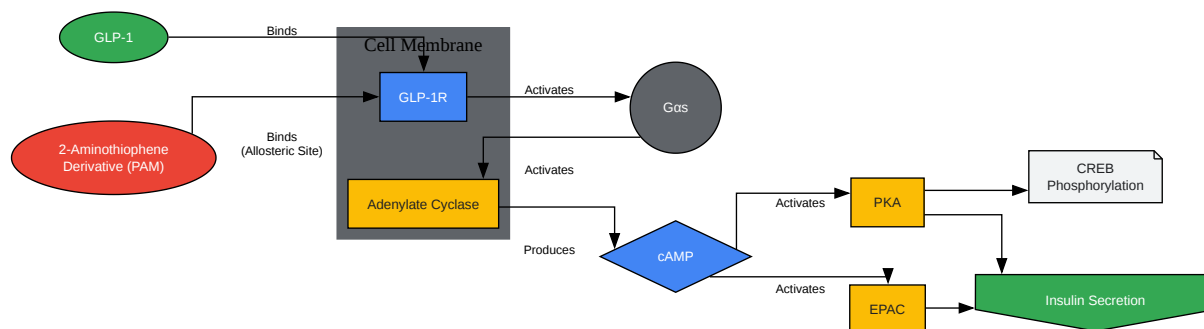 GLP-1
Binds
Cell Membrane
GLP-1R
Activates
Gαs
2-Aminothiophene
Derivative (PAM)
Binds
(Allosteric Site)
Activates
Adenylate Cyclase
Produces
cAMP
Activates
PKA
CREB
Phosphorylation
Activates
EPAC
Insulin Secretion